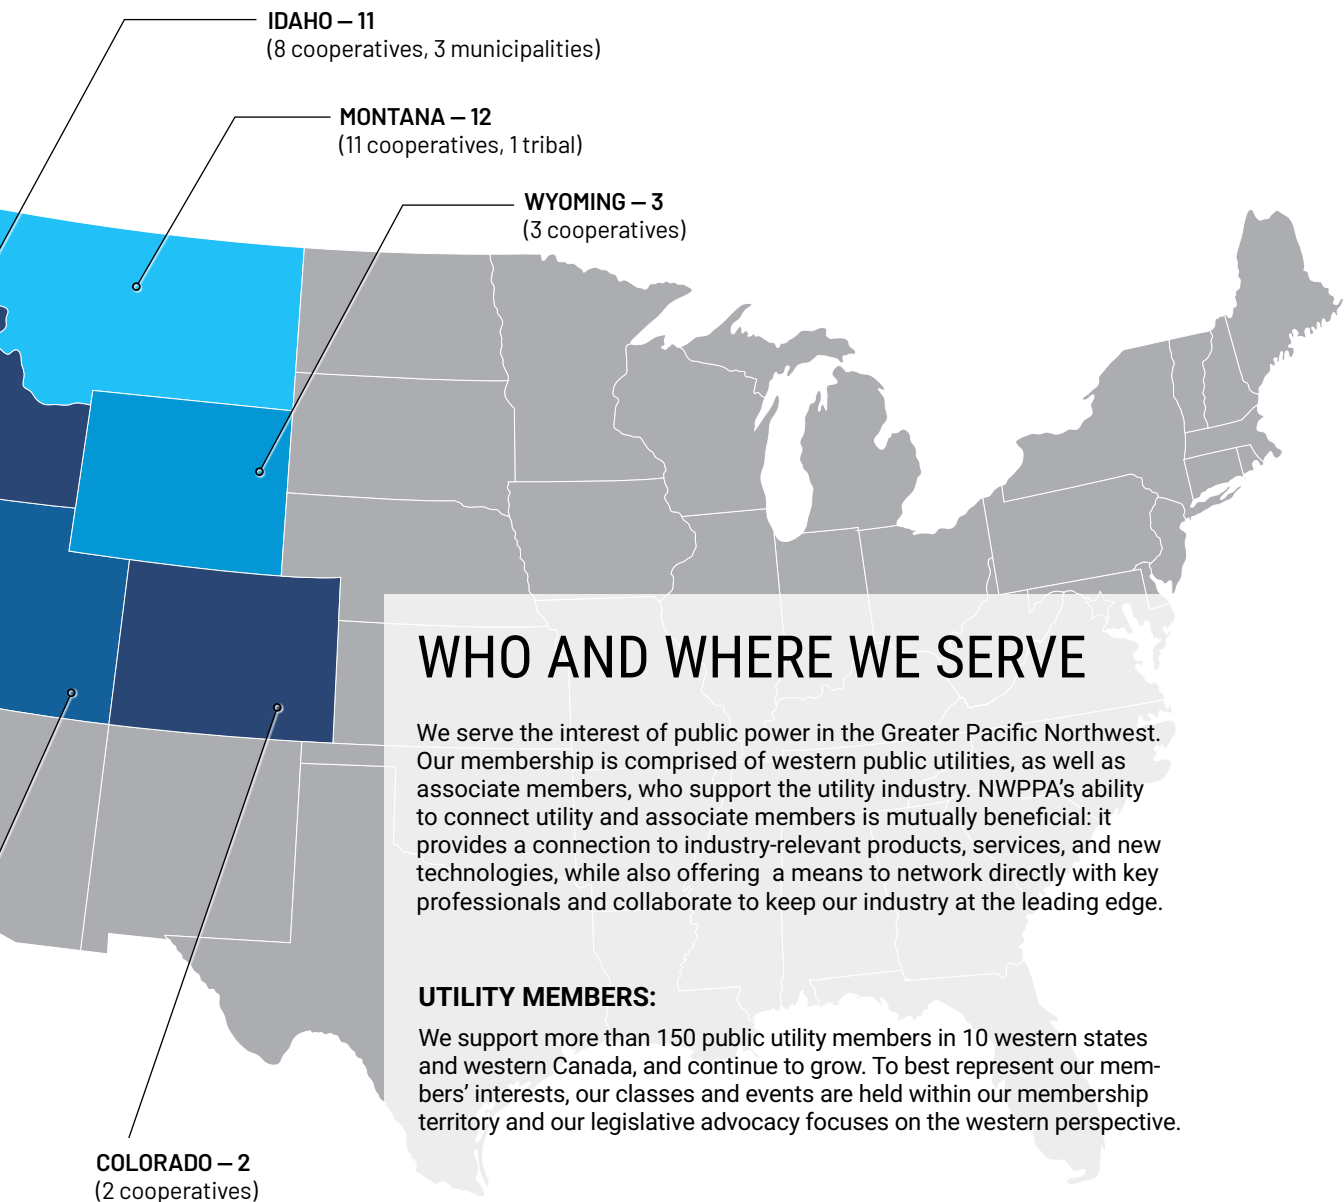 IDAHO – 11
(8 cooperatives, 3 municipalities)
MONTANA – 12
(11 cooperatives, 1 tribal)
WYOMING – 3
(3 cooperatives)
WHO AND WHERE WE SERVE
We serve the interest of public power in the Greater Pacific Northwest.
Our membership is comprised of western public utilities, as well as
associate members, who support the utility industry. NWPPA’s ability
to connect utility and associate members is mutually beneficial: it
provides a connection to industry-relevant products, services, and new
technologies, while also offering  a means to network directly with key
professionals and collaborate to keep our industry at the leading edge.
UTILITY MEMBERS:
We support more than 150 public utility members in 10 western states
and western Canada, and continue to grow. To best represent our mem-
bers’ interests, our classes and events are held within our membership
territory and our legislative advocacy focuses on the western perspective.
COLORADO – 2
(2 cooperatives)